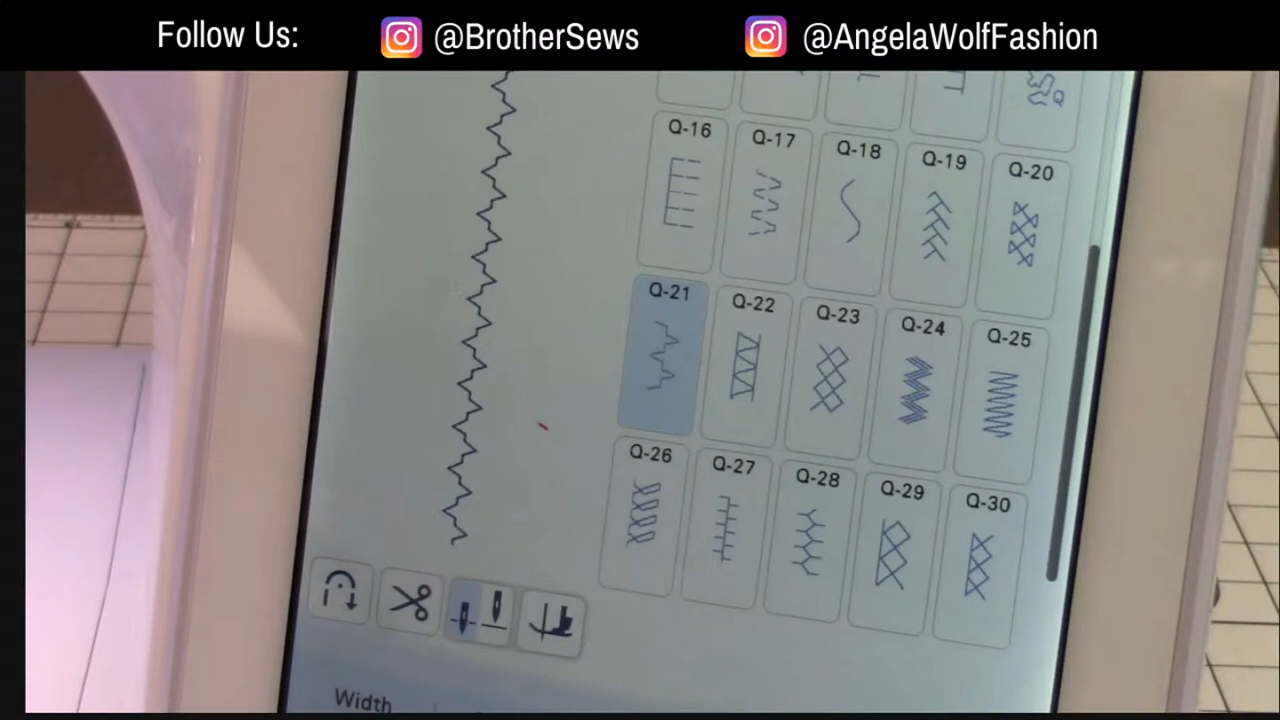 Follow Us: @BrotherSews @AngelaWolfFashion
Q-16 Q-17 Q-18 Q-19 Q-20
Q-21 Q-22 Q-23 Q-24 Q-25
Q-26 Q-27 Q-28 Q-29 Q-30
Width